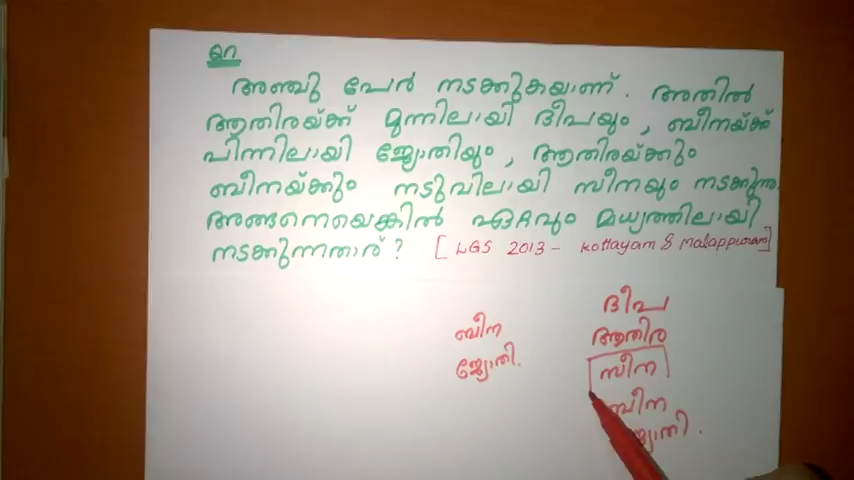 ഉദാ
അഞ്ചു പേർ നടക്കുകയാണ്. അതിൽ
ആതിരയ്ക്ക് മുന്നിലായി ദീപയും, ബീനയ്ക്ക്
പിന്നിലായി ജ്യോതിയും, ആതിരയ്ക്കും
ബീനയ്ക്കും നടുവിലായി സീനയും നടക്കുന്നു.
അങ്ങനെയെങ്കിൽ ഏറ്റവും മധ്യത്തിലായി
നടക്കുന്നതാര്? [LGS 2013 - Kottayam & Malappuram]
ബീന
ജ്യോതി.
ദീപ
ആതിര
സീന
ബീന
ജ്യോതി.